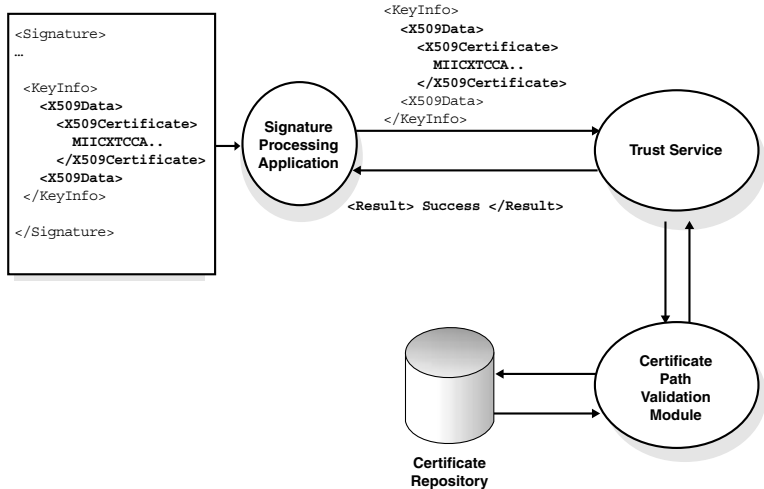 <Signature>
…
<KeyInfo>
<X509Data>
<X509Certificate>
MIICXTCCA..
</X509Certificate>
<X509Data>
</KeyInfo>
</Signature>
Signature
Processing
Application
<KeyInfo>
<X509Data>
<X509Certificate>
MIICXTCCA..
</X509Certificate>
<X509Data>
</KeyInfo>
<Result> Success </Result>
Trust Service
Certificate
Path
Validation
Module
Certificate
Repository